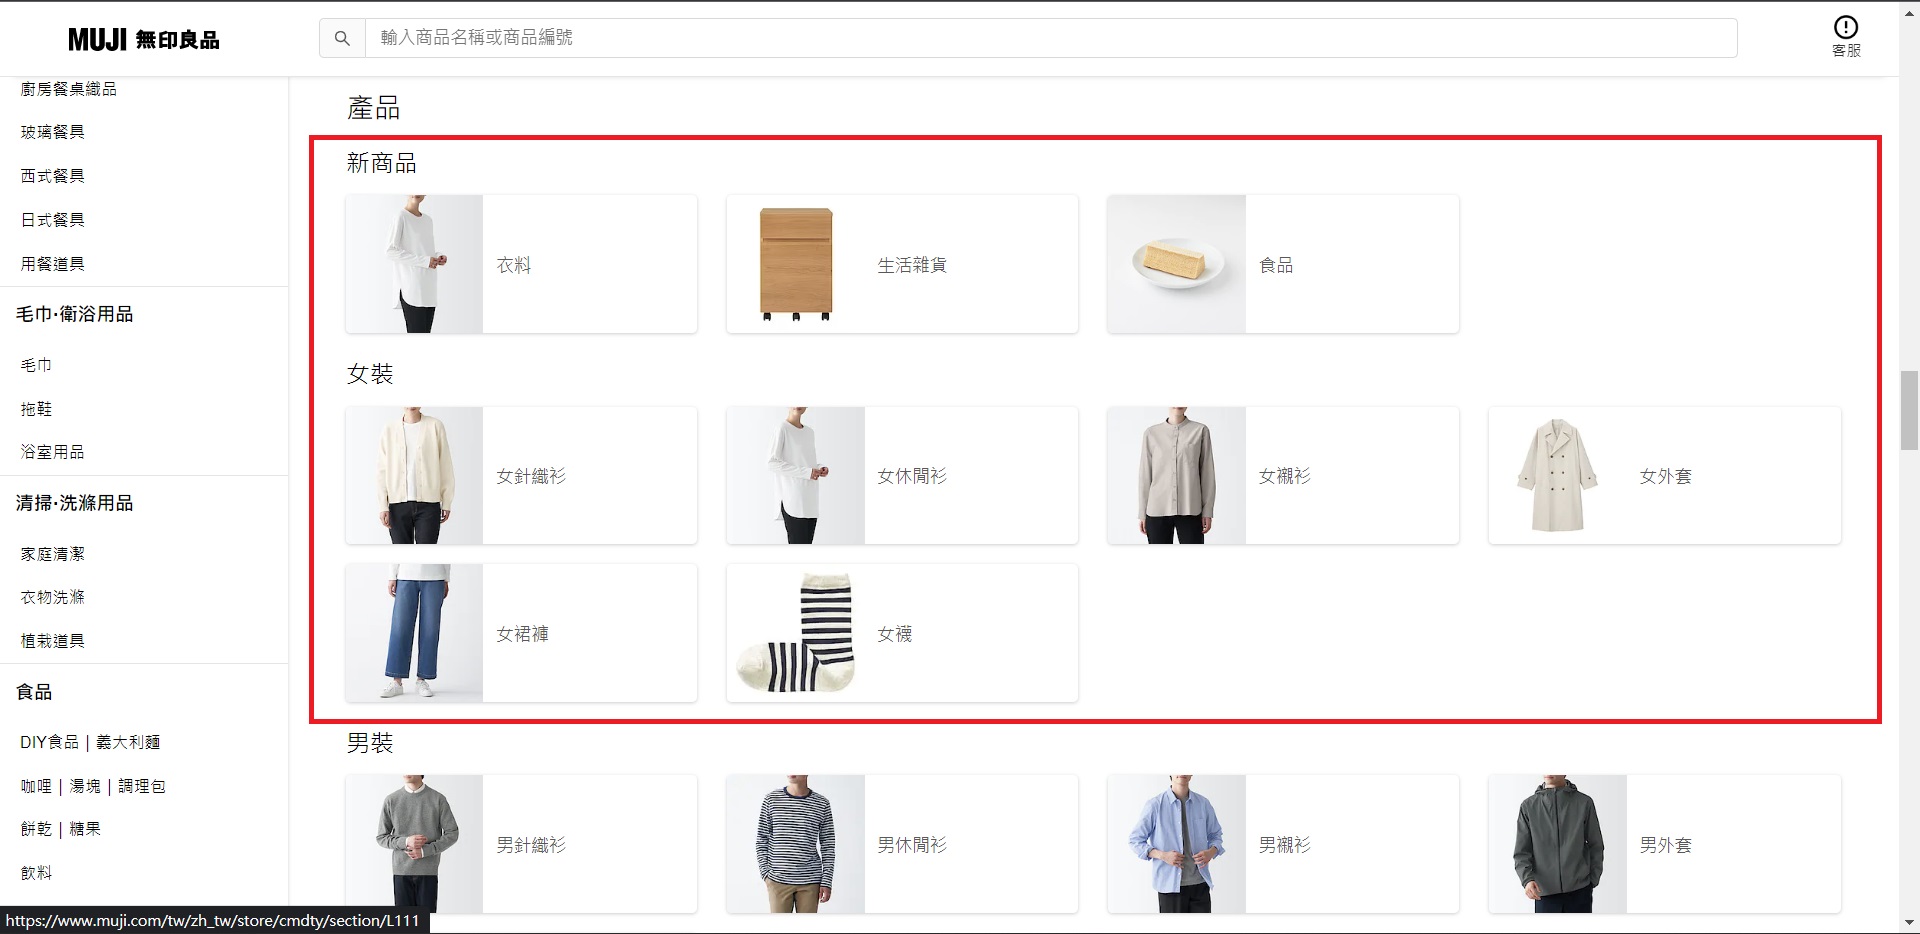 MUJI 無印良品
輸入商品名稱或商品編號
客服
廚房餐桌織品
玻璃餐具
西式餐具
日式餐具
用餐道具
毛巾·衛浴用品
毛巾
拖鞋
浴室用品
清掃·洗滌用品
家庭清潔
衣物洗滌
植栽道具
食品
DIY食品 | 義大利麵
咖哩 | 湯塊 | 調理包
餅乾 | 糖果
飲料
產品
新商品
衣料
生活雜貨
食品
女裝
女針織衫
女休閒衫
女襯衫
女外套
女裙褲
女襪
男裝
男針織衫
男休閒衫
男襯衫
男外套
https://www.muji.com/tw/zh_tw/store/cmdty/section/L111